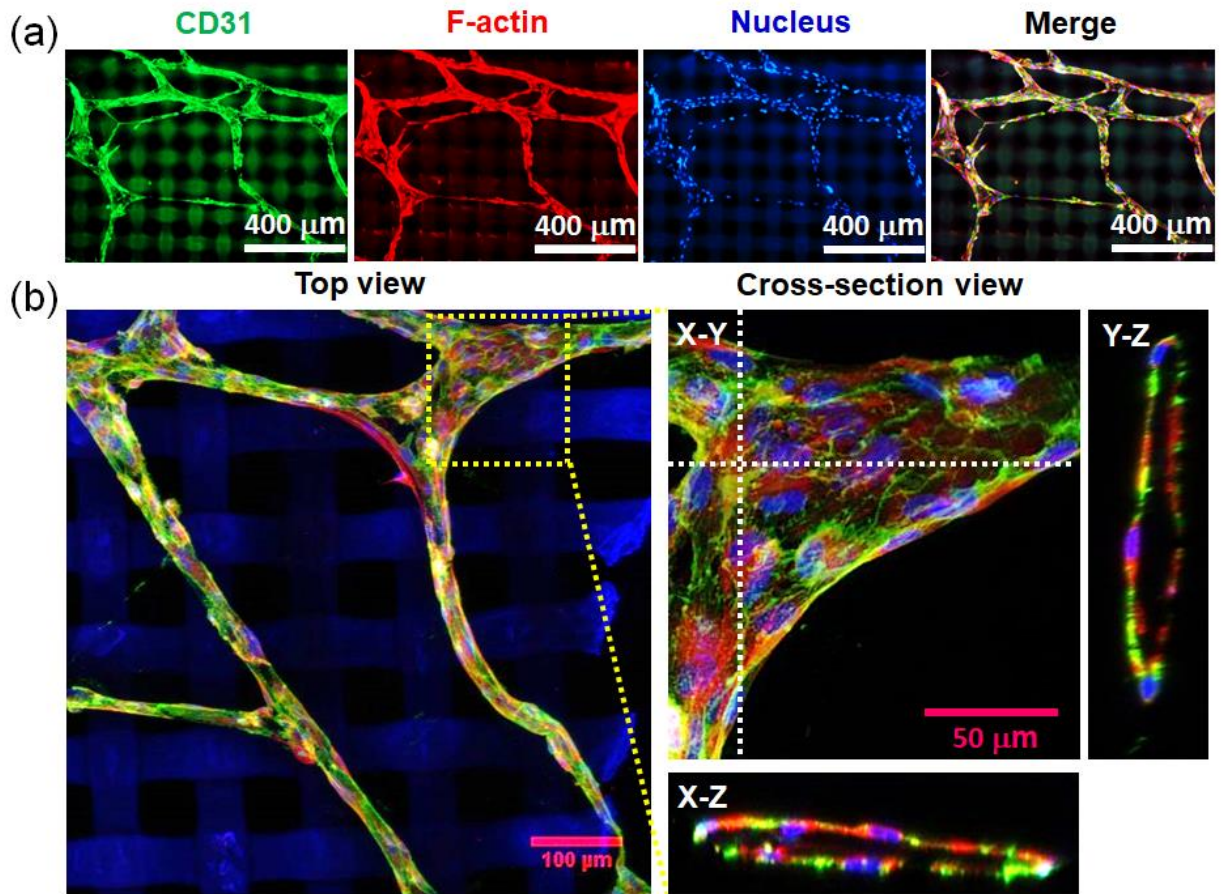 (a)
CD31 F-actin Nucleus Merge
400 μm 400 μm 400 μm 400 μm
(b)
Top view Cross-section view
X-Y Y-Z
50 μm
X-Z
100 μm